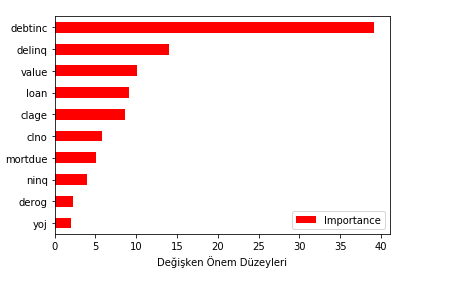 debtinc
delinq
value
loan
clage
clno
mortdue
ninq
derog
yoj
Importance
0 5 10 15 20 25 30 35 40
Değişken Önem Düzeyleri